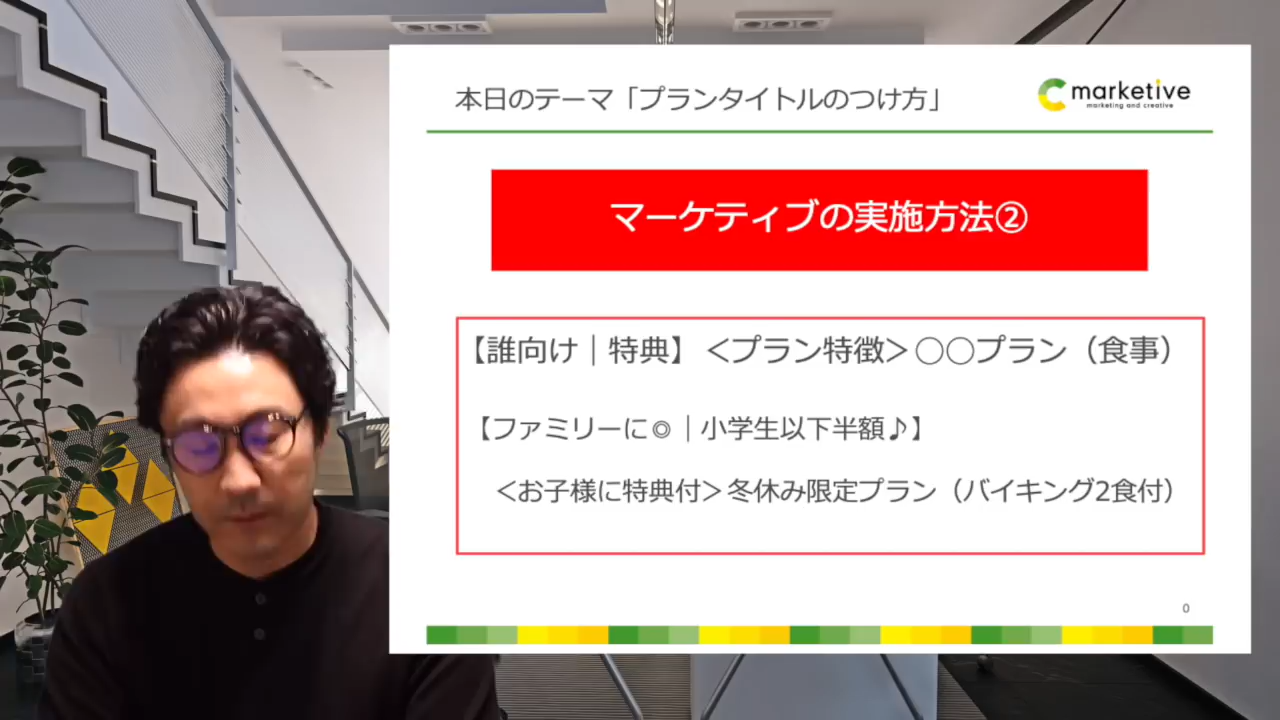 本日のテーマ「プランタイトルのつけ方」
marketive
marketing and creative
マーケティブの実施方法②
【誰向け｜特典】＜プラン特徴＞○○プラン（食事）
【ファミリーに◎｜小学生以下半額♪】
＜お子様に特典付＞冬休み限定プラン（バイキング2食付）
0